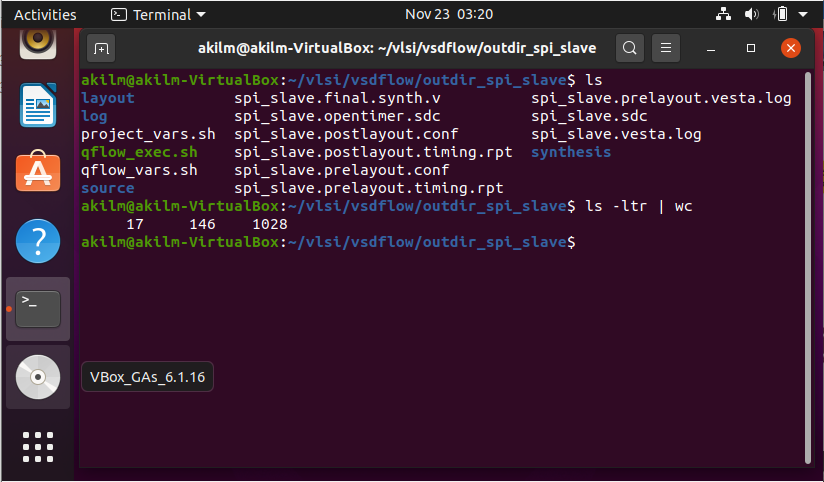 Activities Terminal Nov 23 03:20
akilm@akilm-VirtualBox: ~/vlsi/vsdflow/outdir_spi_slave
akilm@akilm-VirtualBox:~/vlsi/vsdflow/outdir_spi_slave$ ls
layout spi_slave.final.synth.v spi_slave.prelayout.vesta.log
log spi_slave.opentimer.sdc spi_slave.sdc
project_vars.sh spi_slave.postlayout.conf spi_slave.vesta.log
qflow_exec.sh spi_slave.postlayout.timing.rpt synthesis
qflow_vars.sh spi_slave.prelayout.conf
source spi_slave.prelayout.timing.rpt
akilm@akilm-VirtualBox:~/vlsi/vsdflow/outdir_spi_slave$ ls -ltr | wc
17 146 1028
akilm@akilm-VirtualBox:~/vlsi/vsdflow/outdir_spi_slave$
VBox_GAs_6.1.16